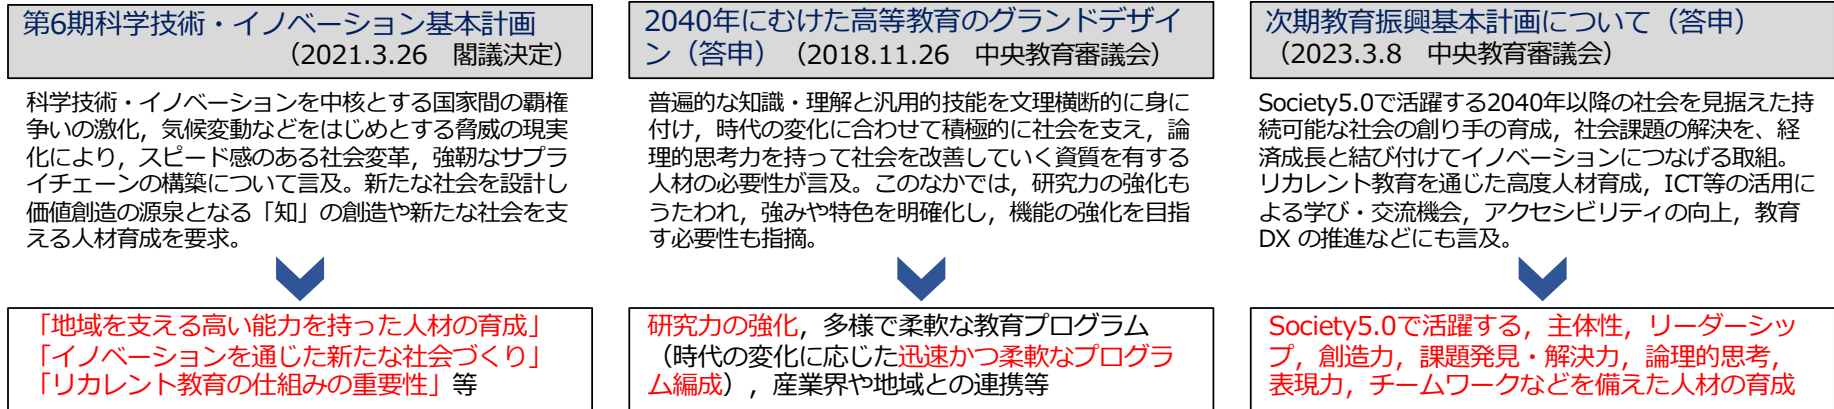 第6期科学技術・イノベーション基本計画
（2021.3.26　閣議決定）
科学技術・イノベーションを中核とする国家間の覇権
争いの激化，気候変動などをはじめとする脅威の現実
化により，スピード感のある社会変革，強靭なサプラ
イチェーンの構築について言及。新たな社会を設計し
価値創造の源泉となる「知」の創造や新たな社会を支
える人材育成を要求。
「地域を支える高い能力を持った人材の育成」
「イノベーションを通じた新たな社会づくり」
「リカレント教育の仕組みの重要性」等
2040年にむけた高等教育のグランドデザイ
ン（答申）（2018.11.26　中央教育審議会）
普遍的な知識・理解と汎用的技能を文理横断的に身に
付け，時代の変化に合わせて積極的に社会を支え，論
理的思考力を持って社会を改善していく資質を有する
人材の必要性が言及。このなかでは，研究力の強化も
うたわれ，強みや特色を明確化し，機能の強化を目指
す必要性も指摘。
研究力の強化，多様で柔軟な教育プログラム
（時代の変化に応じた迅速かつ柔軟なプログラ
ム編成），産業界や地域との連携等
次期教育振興基本計画について（答申）
（2023.3.8　中央教育審議会）
Society5.0で活躍する2040年以降の社会を見据えた持
続可能な社会の創り手の育成，社会課題の解決を、経
済成長と結び付けてイノベーションにつなげる取組。
リカレント教育を通じた高度人材育成，ICT等の活用に
よる学び・交流機会，アクセシビリティの向上，教育
DX の推進などにも言及。
Society5.0で活躍する，主体性，リーダーシッ
プ，創造力，課題発見・解決力，論理的思考，
表現力，チームワークなどを備えた人材の育成